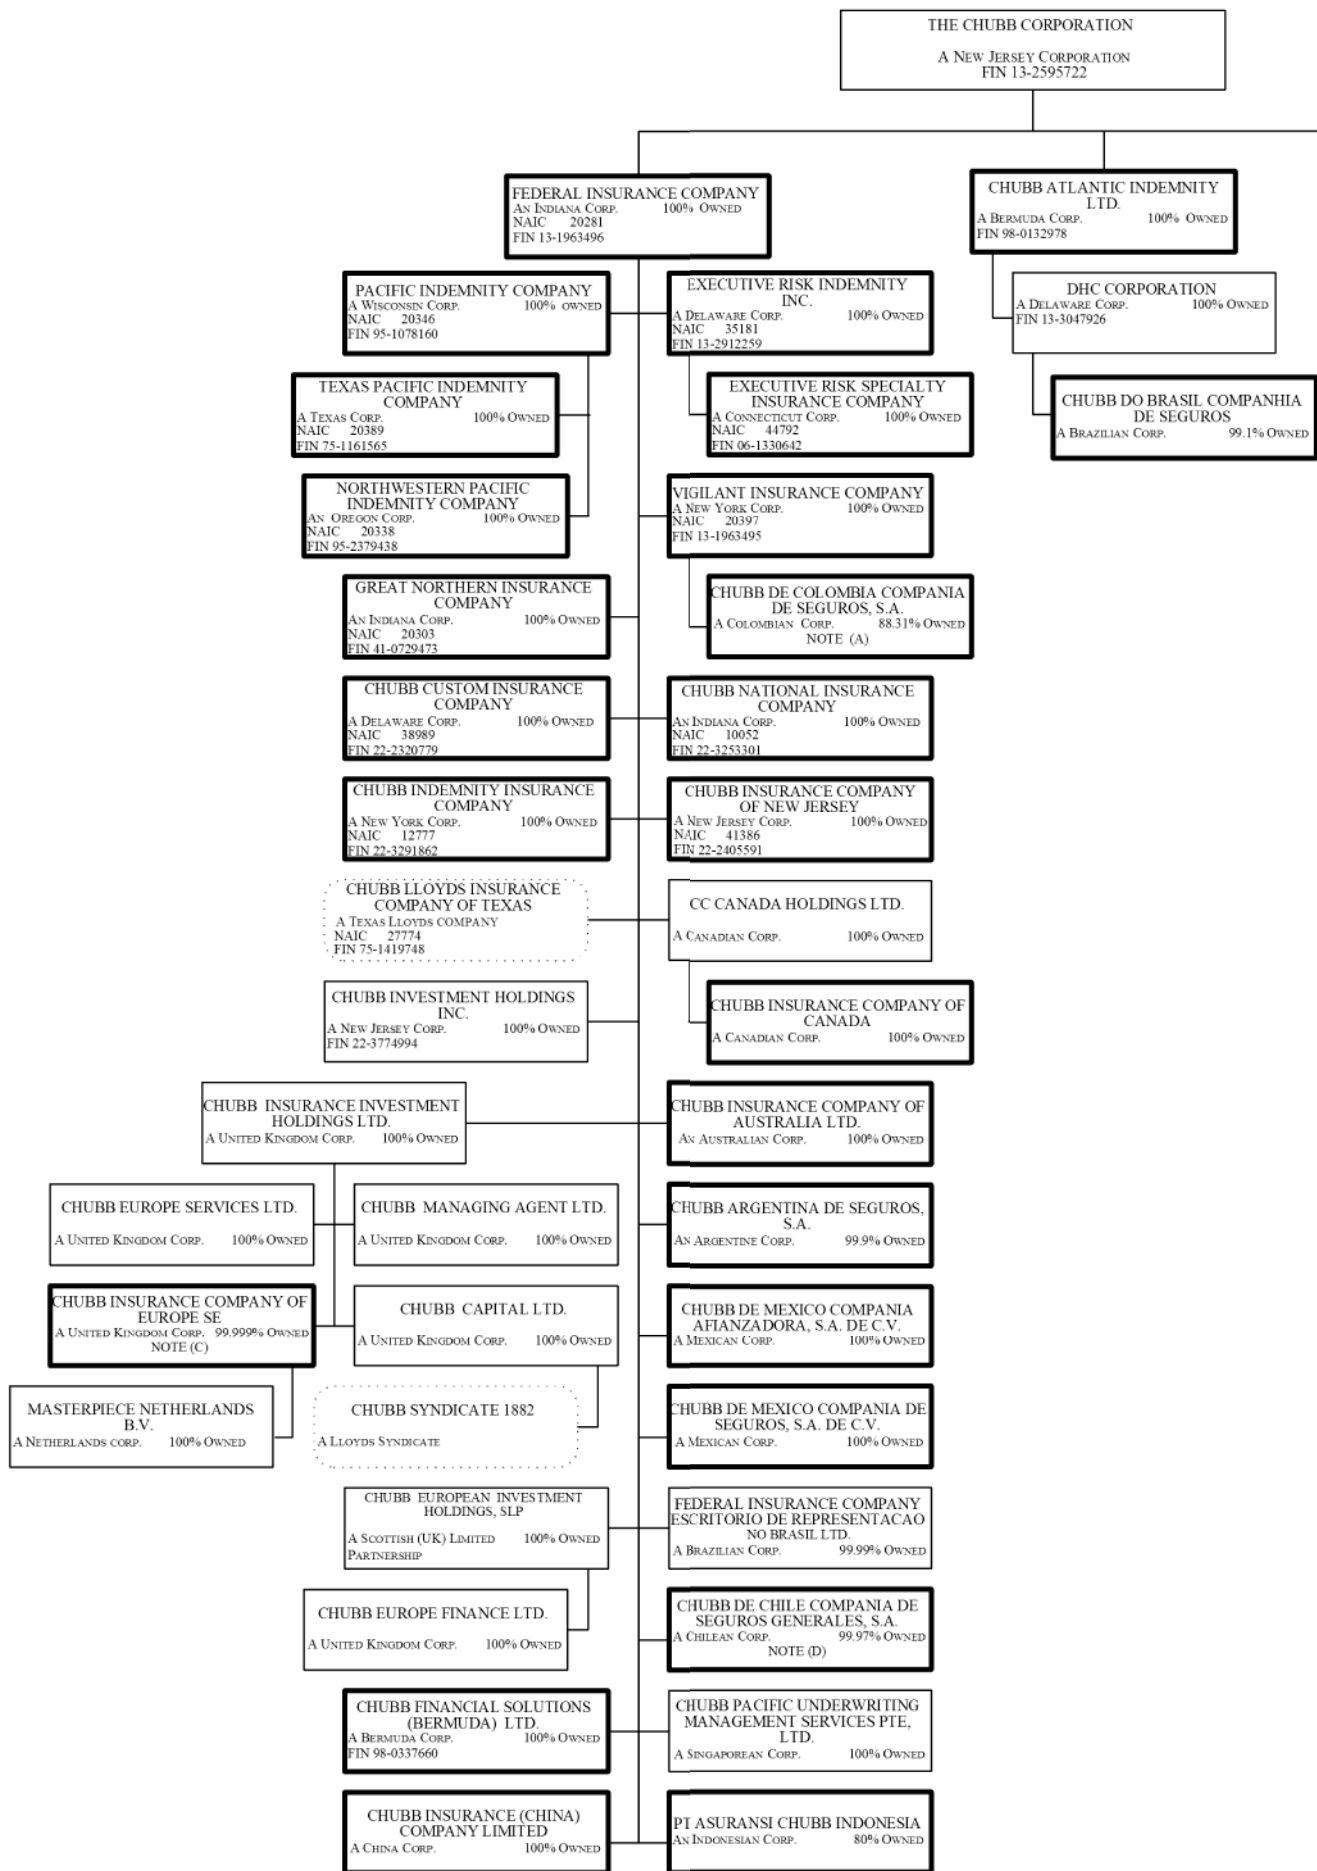 THE CHUBB CORPORATION
A NEW JERSEY CORPORATION
FIN 13-2595722
FEDERAL INSURANCE COMPANY
AN INDIANA CORP. 100% OWNED
NAIC 20281
FIN 13-1963496
CHUBB ATLANTIC INDEMNITY
LTD.
A BERMUDA CORP. 100% OWNED
FIN 98-0132978
DHC CORPORATION
A DELAWARE CORP. 100% OWNED
FIN 13-3047926
CHUBB DO BRASIL COMPANHIA
DE SEGUROS
A BRAZILIAN CORP. 99.1% OWNED
PACIFIC INDEMNITY COMPANY
A WISCONSIN CORP. 100% OWNED
NAIC 20346
FIN 95-1078160
EXECUTIVE RISK INDEMNITY
INC.
A DELAWARE CORP. 100% OWNED
NAIC 35181
FIN 13-2912259
TEXAS PACIFIC INDEMNITY
COMPANY
A TEXAS CORP. 100% OWNED
NAIC 20389
FIN 75-1161565
EXECUTIVE RISK SPECIALTY
INSURANCE COMPANY
A CONNECTICUT CORP. 100% OWNED
NAIC 44792
FIN 06-1330642
NORTHWESTERN PACIFIC
INDEMNITY COMPANY
AN OREGON CORP. 100% OWNED
NAIC 20338
FIN 95-2379438
VIGILANT INSURANCE COMPANY
A NEW YORK CORP. 100% OWNED
NAIC 20397
FIN 13-1963495
GREAT NORTHERN INSURANCE
COMPANY
AN INDIANA CORP. 100% OWNED
NAIC 20303
FIN 41-0729473
CHUBB DE COLOMBIA COMPANIA
DE SEGUROS, S.A.
A COLOMBIAN CORP. 88.31% OWNED
NOTE (A)
CHUBB CUSTOM INSURANCE
COMPANY
A DELAWARE CORP. 100% OWNED
NAIC 38989
FIN 22-2320779
CHUBB NATIONAL INSURANCE
COMPANY
AN INDIANA CORP. 100% OWNED
NAIC 10052
FIN 22-3253301
CHUBB INDEMNITY INSURANCE
COMPANY
A NEW YORK CORP. 100% OWNED
NAIC 12777
FIN 22-3291862
CHUBB INSURANCE COMPANY
OF NEW JERSEY
A NEW JERSEY CORP. 100% OWNED
NAIC 41386
FIN 22-2405591
CHUBB LLOYDS INSURANCE
COMPANY OF TEXAS
A TEXAS LLOYDS COMPANY
NAIC 27774
FIN 75-1419748
CC CANADA HOLDINGS LTD.
A CANADIAN CORP. 100% OWNED
CHUBB INVESTMENT HOLDINGS
INC.
A NEW JERSEY CORP. 100% OWNED
FIN 22-3774994
CHUBB INSURANCE COMPANY OF
CANADA
A CANADIAN CORP. 100% OWNED
CHUBB INSURANCE INVESTMENT
HOLDINGS LTD.
A UNITED KINGDOM CORP. 100% OWNED
CHUBB INSURANCE COMPANY OF
AUSTRALIA LTD.
AN AUSTRALIAN CORP. 100% OWNED
CHUBB EUROPE SERVICES LTD.
A UNITED KINGDOM CORP. 100% OWNED
CHUBB MANAGING AGENT LTD.
A UNITED KINGDOM CORP. 100% OWNED
CHUBB ARGENTINA DE SEGUROS,
S.A.
AN ARGENTINE CORP. 99.9% OWNED
CHUBB INSURANCE COMPANY OF
EUROPE SE
A UNITED KINGDOM CORP. 99.999% OWNED
NOTE (C)
CHUBB CAPITAL LTD.
A UNITED KINGDOM CORP. 100% OWNED
CHUBB DE MEXICO COMPANIA
AFIANZADORA, S.A. DE C.V.
A MEXICAN CORP. 100% OWNED
MASTERPIECE NETHERLANDS
B.V.
A NETHERLANDS CORP. 100% OWNED
CHUBB SYNDICATE 1882
A LLOYDS SYNDICATE
CHUBB DE MEXICO COMPANIA DE
SEGUROS, S.A. DE C.V.
A MEXICAN CORP. 100% OWNED
CHUBB EUROPEAN INVESTMENT
HOLDINGS, SLP
A SCOTTISH (UK) LIMITED 100% OWNED
PARTNERSHIP
FEDERAL INSURANCE COMPANY
ESCRITORIO DE REPRESENTACAO
NO BRASIL LTD.
A BRAZILIAN CORP. 99.99% OWNED
CHUBB EUROPE FINANCE LTD.
A UNITED KINGDOM CORP. 100% OWNED
CHUBB DE CHILE COMPANIA DE
SEGUROS GENERALES, S.A.
A CHILEAN CORP. 99.97% OWNED
NOTE (D)
CHUBB FINANCIAL SOLUTIONS
(BERMUDA) LTD.
A BERMUDA CORP. 100% OWNED
FIN 98-0337660
CHUBB PACIFIC UNDERWRITING
MANAGEMENT SERVICES PTE,
LTD.
A SINGAPOREAN CORP. 100% OWNED
CHUBB INSURANCE (CHINA)
COMPANY LIMITED
A CHINA CORP. 100% OWNED
PT ASURANSI CHUBB INDONESIA
AN INDONESIAN CORP. 80% OWNED